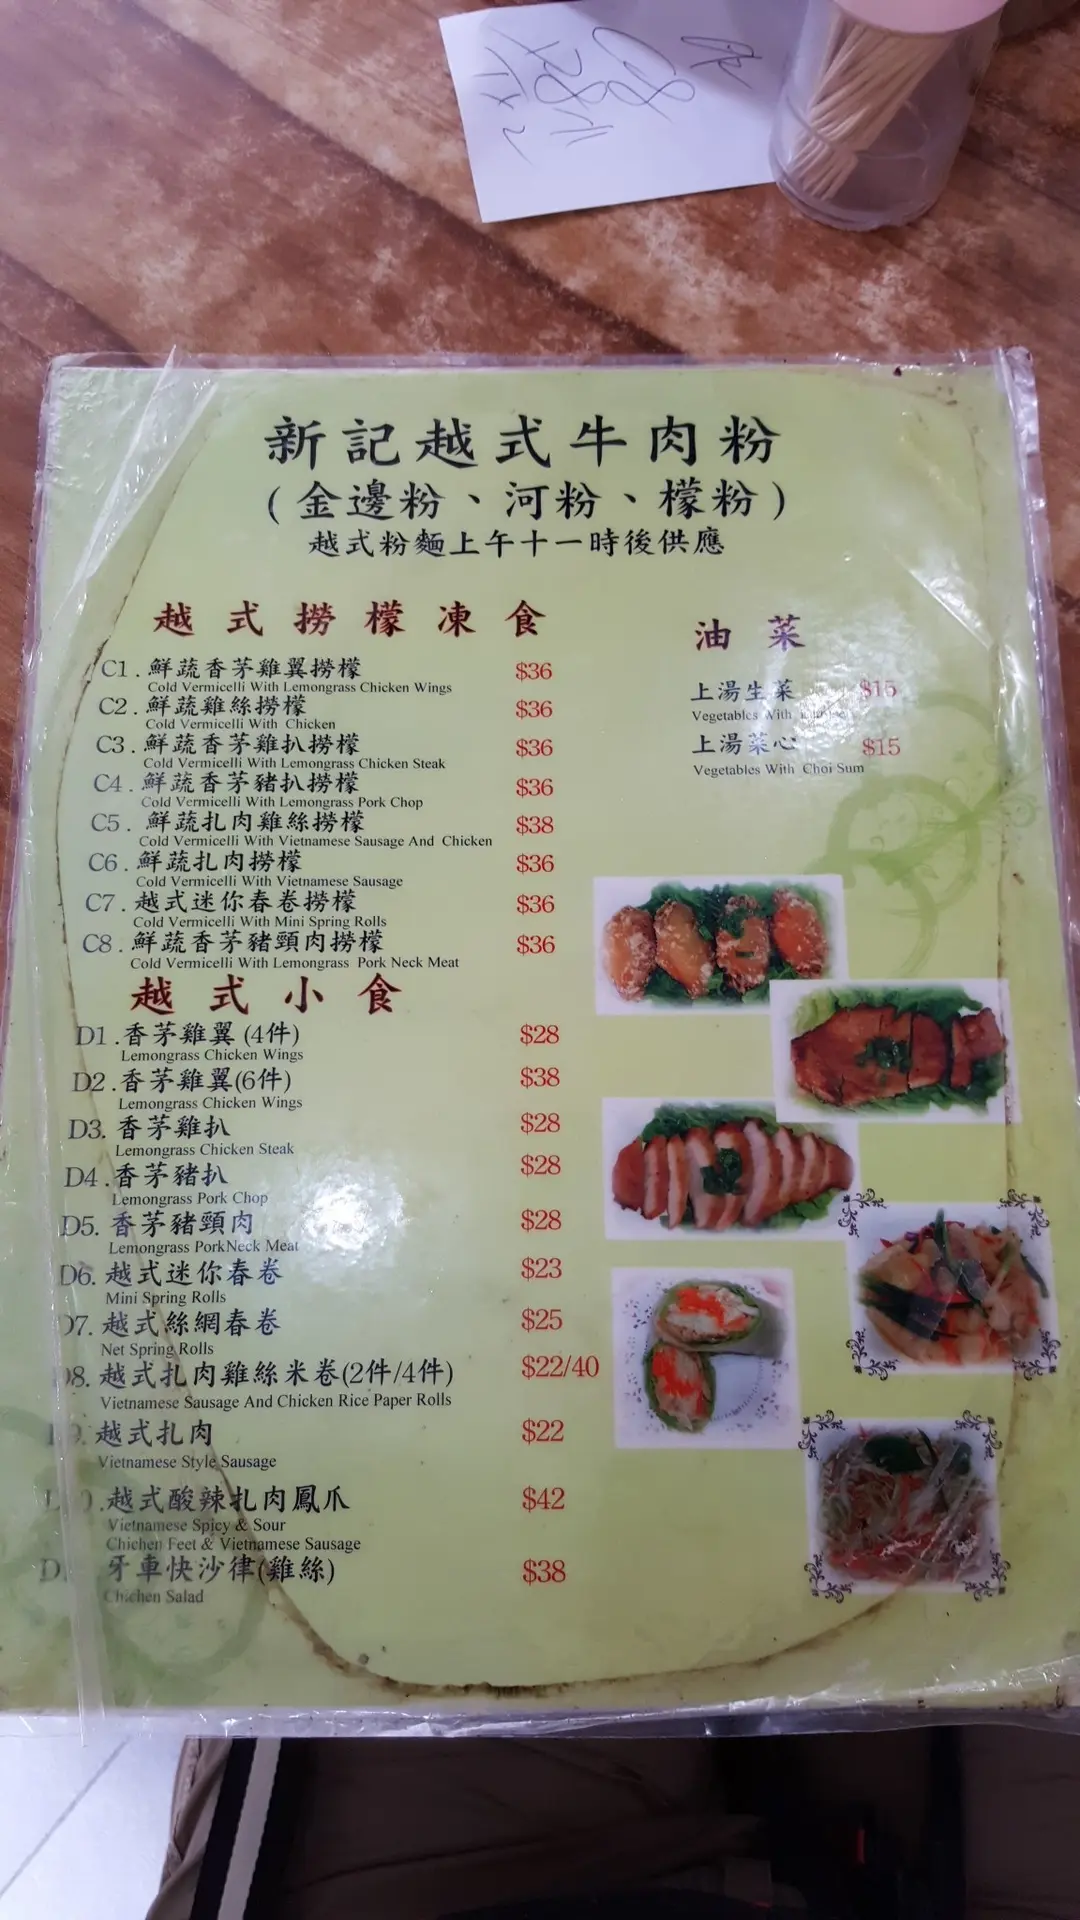 新記越式牛肉粉
(金邊粉、河粉、檬粉)
越式粉麵上午十一時後供應
越式撈檬凍食
C1.鮮蔬香茅雞翼撈檬 $36
Cold Vermicelli With Lemongrass Chicken Wings
C2.鮮蔬雞絲撈檬 $36
Cold Vermicelli With Chicken
C3.鮮蔬香茅雞扒撈檬 $36
Cold Vermicelli With Lemongrass Chicken Steak
C4.鮮蔬香茅豬扒撈檬 $36
Cold Vermicelli With Lemongrass Pork Chop
C5.鮮蔬扎肉雞絲撈檬 $38
Cold Vermicelli With Vietnamese Sausage And Chicken
C6.鮮蔬扎肉撈檬 $36
Cold Vermicelli With Vietnamese Sausage
C7.越式迷你春卷撈檬 $36
Cold Vermicelli With Mini Spring Rolls
C8.鮮蔬香茅豬頸肉撈檬 $36
Cold Vermicelli With Lemongrass Pork Neck Meat
油菜
上湯生菜 $15
Vegetables With
上湯菜心 $15
Vegetables With Choi Sum
越式小食
D1.香茅雞翼(4件) $28
Lemongrass Chicken Wings
D2.香茅雞翼(6件) $38
Lemongrass Chicken Wings
D3.香茅雞扒 $28
Lemongrass Chicken Steak
D4.香茅豬扒 $28
Lemongrass Pork Chop
D5.香茅豬頸肉 $28
Lemongrass PorkNeck Meat
D6.越式迷你春卷 $23
Mini Spring Rolls
D7.越式絲網春卷 $25
Net Spring Rolls
D8.越式扎肉雞絲米卷(2件/4件) $22/40
Vietnamese Sausage And Chicken Rice Paper Rolls
D9.越式扎肉 $22
Vietnamese Style Sausage
D10.越式酸辣扎肉鳳爪 $42
Vietnamese Spicy & Sour
Chichen Feet & Vietnamese Sausage
牙車快沙律(雞絲) $38
Chichen Salad